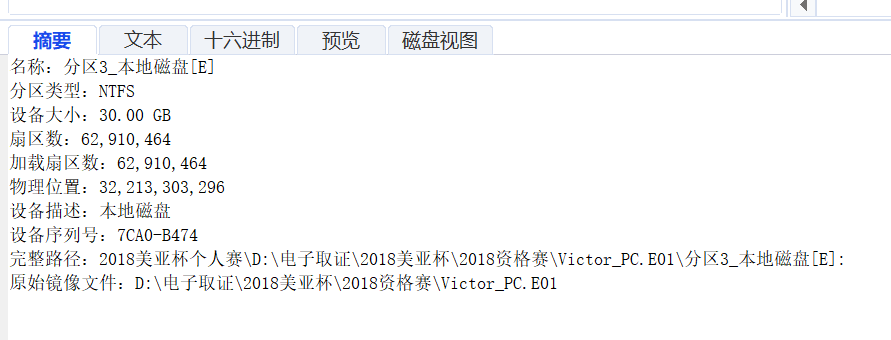 摘要 文本 十六进制 预览 磁盘视图
名称: 分区3_本地磁盘[E]
分区类型: NTFS
设备大小: 30.00 GB
扇区数: 62,910,464
加载扇区数: 62,910,464
物理位置: 32,213,303,296
设备描述: 本地磁盘
设备序列号: 7CA0-B474
完整路径: 2018美亚杯个人赛\D:\电子取证\2018美亚杯\2018资格赛\Victor_PC.E01\分区3_本地磁盘[E]:
原始镜像文件: D:\电子取证\2018美亚杯\2018资格赛\Victor_PC.E01